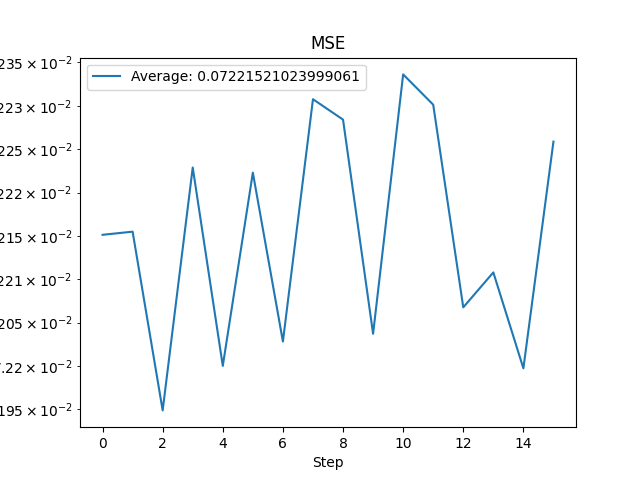 MSE
Average: 0.07221521023999061
235 × 10⁻²
223 × 10⁻²
225 × 10⁻²
222 × 10⁻²
215 × 10⁻²
221 × 10⁻²
205 × 10⁻²
.22 × 10⁻²
195 × 10⁻²
0 2 4 6 8 10 12 14
Step